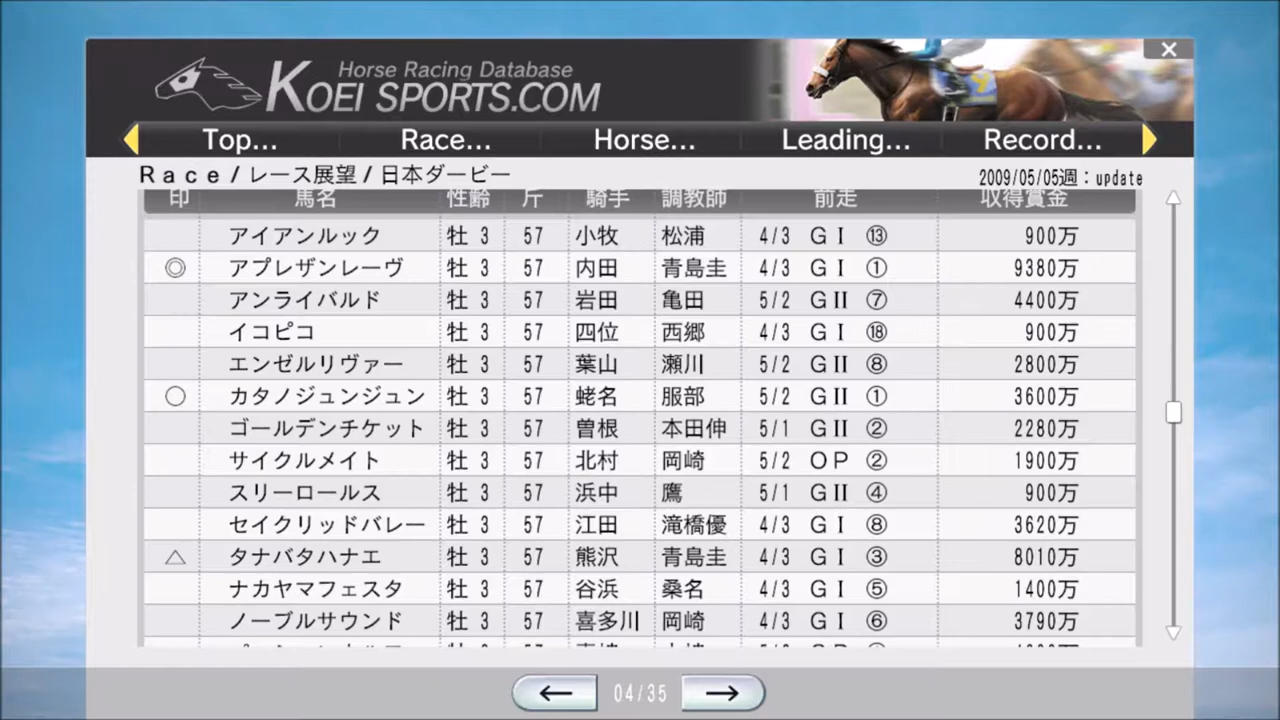 Horse Racing Database
KOEI SPORTS.COM
Top... Race... Horse... Leading... Record...
Ｒａｃｅ/レース展望/日本ダービー 2009/05/05週：update
印 馬名 性齢 斤 騎手 調教師 前走 収得賞金
アイアンルック 牡 3 57 小牧 松浦 4/3 ＧⅠ ⑬ 900万
◎ アプレザンレーヴ 牡 3 57 内田 青島圭 4/3 ＧⅠ ① 9380万
アンライバルド 牡 3 57 岩田 亀田 5/2 ＧⅡ ⑦ 4400万
イコピコ 牡 3 57 四位 西郷 4/3 ＧⅠ ⑱ 900万
エンゼルリヴァー 牡 3 57 葉山 瀬川 5/2 ＧⅡ ⑧ 2800万
○ カタノジュンジュン 牡 3 57 蛯名 服部 5/2 ＧⅡ ① 3600万
ゴールデンチケット 牡 3 57 曽根 本田伸 5/1 ＧⅡ ② 2280万
サイクルメイト 牡 3 57 北村 岡崎 5/2 ＯＰ ② 1900万
スリーロールス 牡 3 57 浜中 鷹 5/1 ＧⅡ ④ 900万
セイクリッドバレー 牡 3 57 江田 滝橋優 4/3 ＧⅠ ⑧ 3620万
△ タナバタハナエ 牡 3 57 熊沢 青島圭 4/3 ＧⅠ ③ 8010万
ナカヤマフェスタ 牡 3 57 谷浜 桑名 4/3 ＧⅠ ⑤ 1400万
ノーブルサウンド 牡 3 57 喜多川 岡崎 4/3 ＧⅠ ⑥ 3790万
← 04/35 →